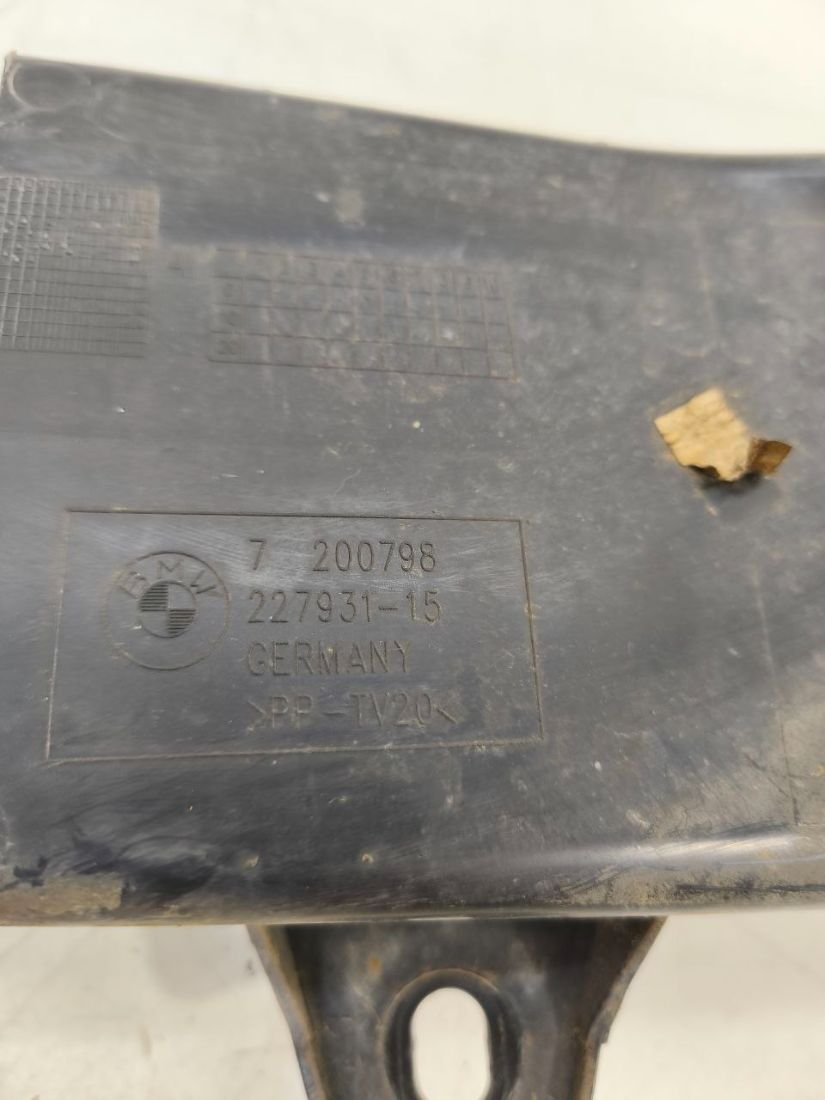 BMW
7 200798
227931-15
GERMANY
>PP-TV20<